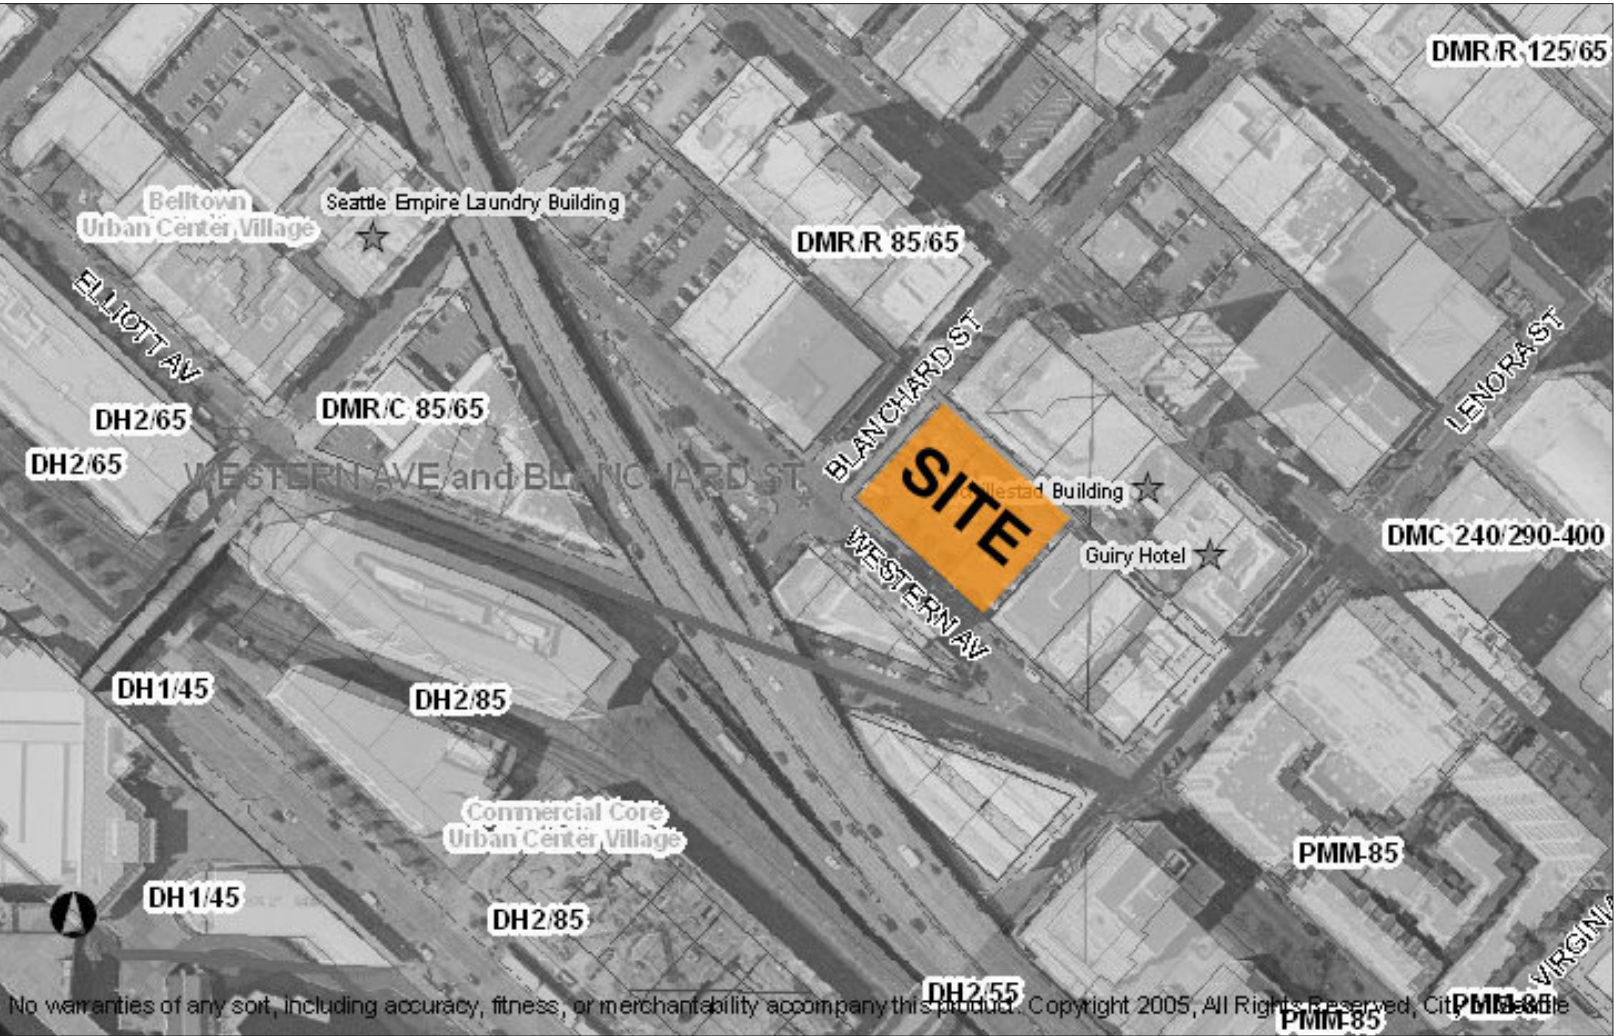 DMR/R 125/65
Belltown
Urban Center Village
Seattle Empire Laundry Building
DMR/R 85/65
ELLIOTT AV
BLANCHARD ST
LENORA ST
DH2/65
DMR/C 85/65
DH2/65
WESTERN AVE and BLANCHARD ST
SITE
Building
DMC 240/290-400
Guiry Hotel
WESTERN AV
DH1/45
DH2/85
Commercial Core
Urban Center Village
PMM-85
DH1/45
DH2/85
VIRGINIA
DH2/55
No warranties of any sort, including accuracy, fitness, or merchantability accompany this product. Copyright 2005, All Rights Reserved, City
PMM-85
PMM-85